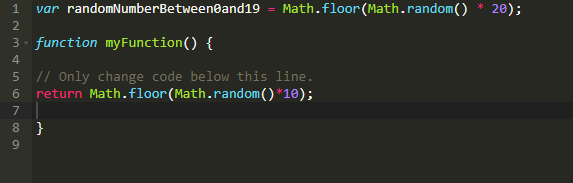 1 var randomNumberBetween0and19 = Math.floor(Math.random() * 20);
2
3 function myFunction() {
4
5 // Only change code below this line.
6 return Math.floor(Math.random()*10);
7
8 }
9